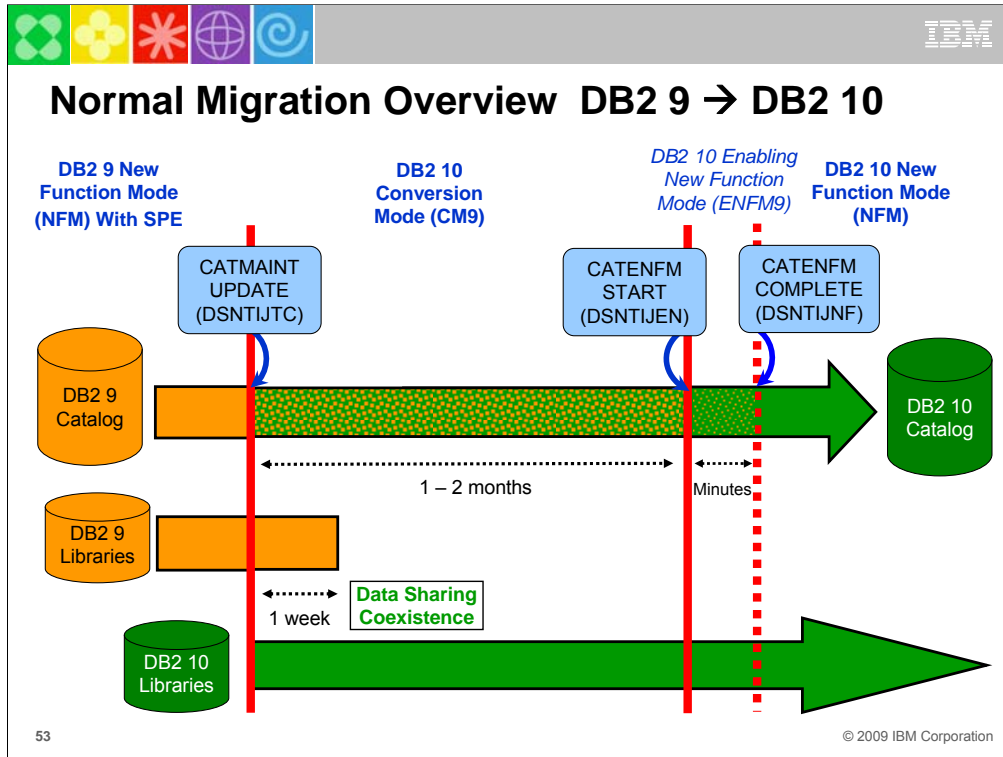 IBM
Normal Migration Overview DB2 9 → DB2 10
DB2 9 New
Function Mode
(NFM) With SPE
DB2 10
Conversion
Mode (CM9)
DB2 10 Enabling
New Function
Mode (ENFM9)
DB2 10 New
Function Mode
(NFM)
CATMAINT
UPDATE
(DSNTIJTC)
CATENFM
START
(DSNTIJEN)
CATENFM
COMPLETE
(DSNTIJNF)
DB2 9
Catalog
DB2 10
Catalog
1 – 2 months
Minutes
DB2 9
Libraries
1 week
Data Sharing
Coexistence
DB2 10
Libraries
53
© 2009 IBM Corporation